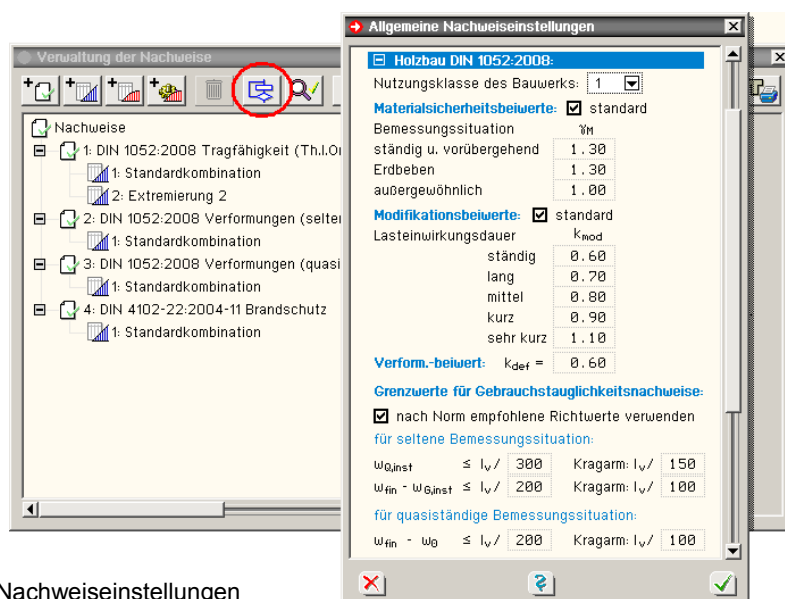 Verwaltung der Nachweise
Nachweise
1: DIN 1052:2008 Tragfähigkeit (Th.I.Or
1: Standardkombination
2: Extremierung 2
2: DIN 1052:2008 Verformungen (selten
1: Standardkombination
3: DIN 1052:2008 Verformungen (quasi
1: Standardkombination
4: DIN 4102-22:2004-11 Brandschutz
1: Standardkombination
Allgemeine Nachweiseinstellungen
Holzbau DIN 1052:2008:
Nutzungsklasse des Bauwerks: 1
Materialsicherheitsbeiwerte: standard
Bemessungssituation γM
ständig u. vorübergehend 1.30
Erdbeben 1.30
außergewöhnlich 1.00
Modifikationsbeiwerte: standard
Lasteinwirkungsdauer kmod
ständig 0.60
lang 0.70
mittel 0.80
kurz 0.90
sehr kurz 1.10
Verform.-beiwert: kdef = 0.60
Grenzwerte für Gebrauchstauglichkeitsnachweise:
nach Norm empfohlene Richtwerte verwenden
für seltene Bemessungssituation:
wQ,inst ≤ lv/ 300 Kragarm: lv/ 150
wfin - wG,inst ≤ lv/ 200 Kragarm: lv/ 100
für quasiständige Bemessungssituation:
wfin - w0 ≤ lv/ 200 Kragarm: lv/ 100
Nachweiseinstellungen